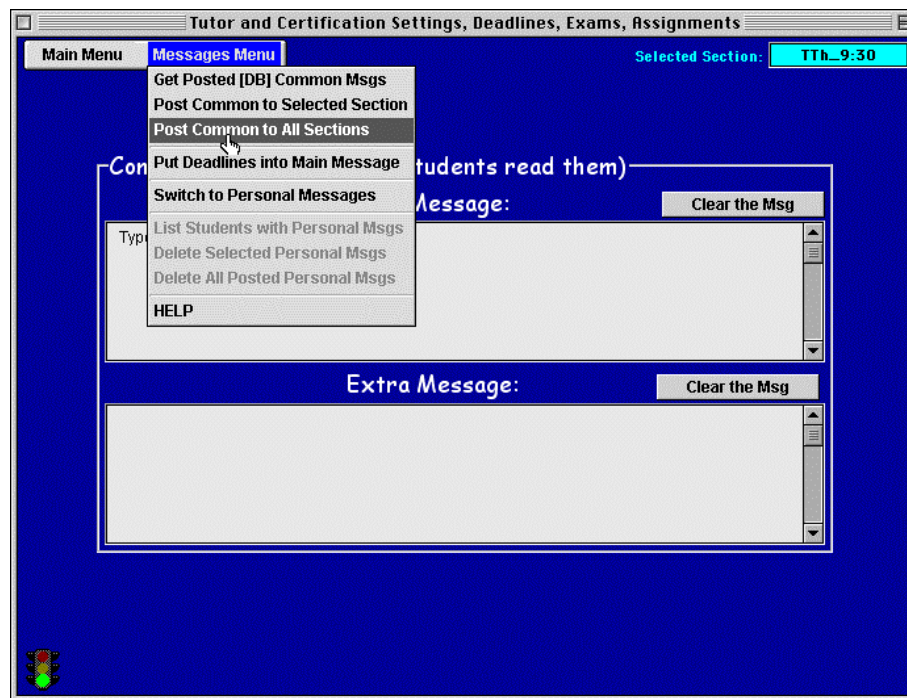 Tutor and Certification Settings, Deadlines, Exams, Assignments
Main Menu Messages Menu Selected Section: TTh_9:30
Get Posted [DB] Common Msgs
Post Common to Selected Section
Post Common to All Sections
Put Deadlines into Main Message
Switch to Personal Messages
List Students with Personal Msgs
Delete Selected Personal Msgs
Delete All Posted Personal Msgs
HELP
read them)
Message: Clear the Msg
Extra Message: Clear the Msg